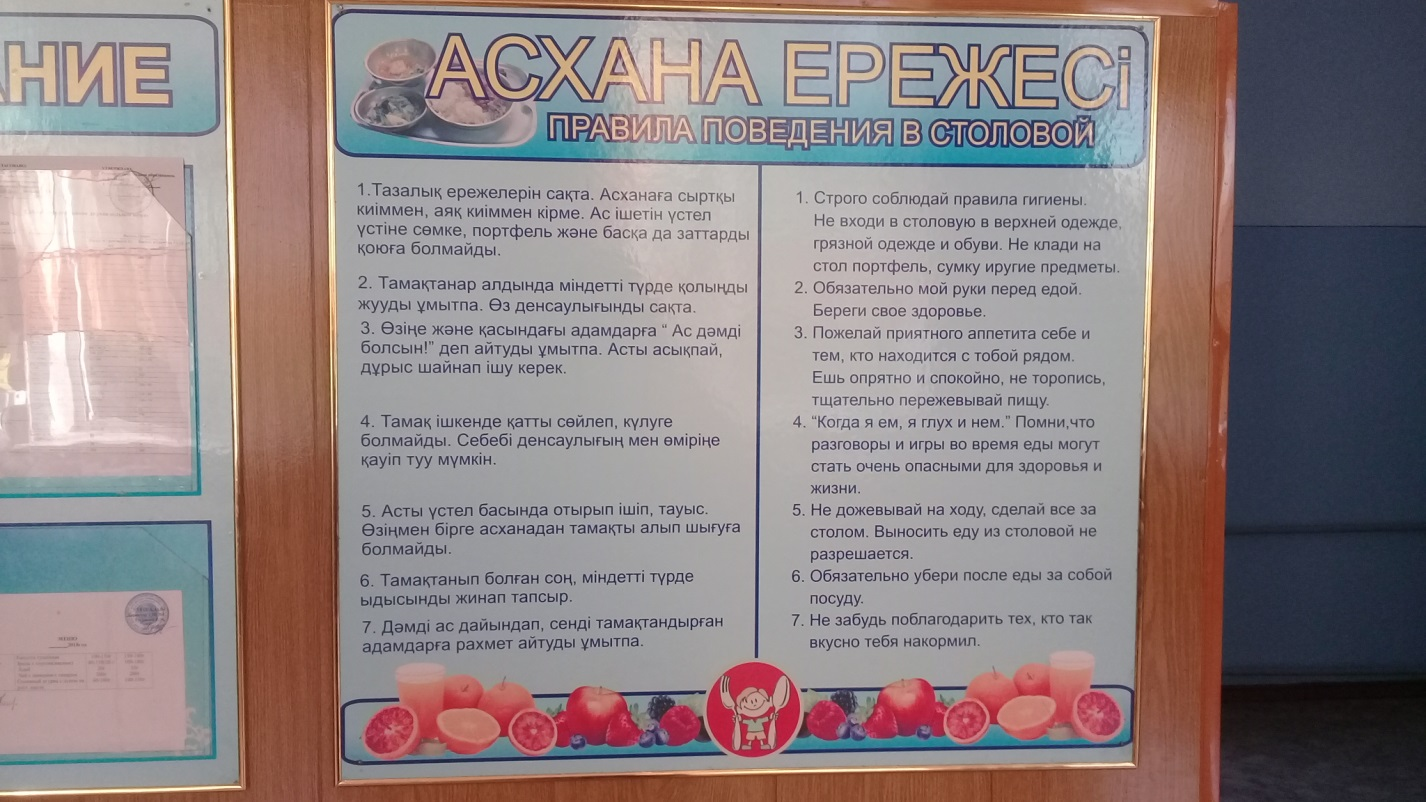 АНИЕ
МЕНЮ
АСХАНА ЕРЕЖЕСі
ПРАВИЛА ПОВЕДЕНИЯ В СТОЛОВОЙ
1.Тазалық ережелерін сақта. Асханаға сыртқы
киіммен, аяқ киіммен кірме. Ас ішетін үстел
үстіне сөмке, портфель және басқа да заттарды
қоюға болмайды.
2. Тамақтанар алдында міндетті түрде қолыңды
жууды ұмытпа. Өз денсаулығынды сақта.
3. Өзіңе және қасындағы адамдарға “ Ас дәмді
болсын!” деп айтуды ұмытпа. Асты асықпай,
дұрыс шайнап ішу керек.
4. Тамақ ішкенде қатты сөйлеп, күлуге
болмайды. Себебі денсаулығың мен өміріңе
қауіп туу мүмкін.
5. Асты үстел басында отырып ішіп, тауыс.
Өзіңмен бірге асханадан тамақты алып шығуға
болмайды.
6. Тамақтанып болған соң, міндетті түрде
ыдысынды жинап тапсыр.
7. Дәмді ас дайындап, сенді тамақтандырған
адамдарға рахмет айтуды ұмытпа.
1. Строго соблюдай правила гигиены.
Не входи в столовую в верхней одежде,
грязной одежде и обуви. Не клади на
стол портфель, сумку иругие предметы.
2. Обязательно мой руки перед едой.
Береги свое здоровье.
3. Пожелай приятного аппетита себе и
тем, кто находится с тобой рядом.
Ешь опрятно и спокойно, не торопись,
тщательно пережевывай пищу.
4. “Когда я ем, я глух и нем.” Помни,что
разговоры и игры во время еды могут
стать очень опасными для здоровья и
жизни.
5. Не дожевывай на ходу, сделай все за
столом. Выносить еду из столовой не
разрешается.
6. Обязательно убери после еды за собой
посуду.
7. Не забудь поблагодарить тех, кто так
вкусно тебя накормил.